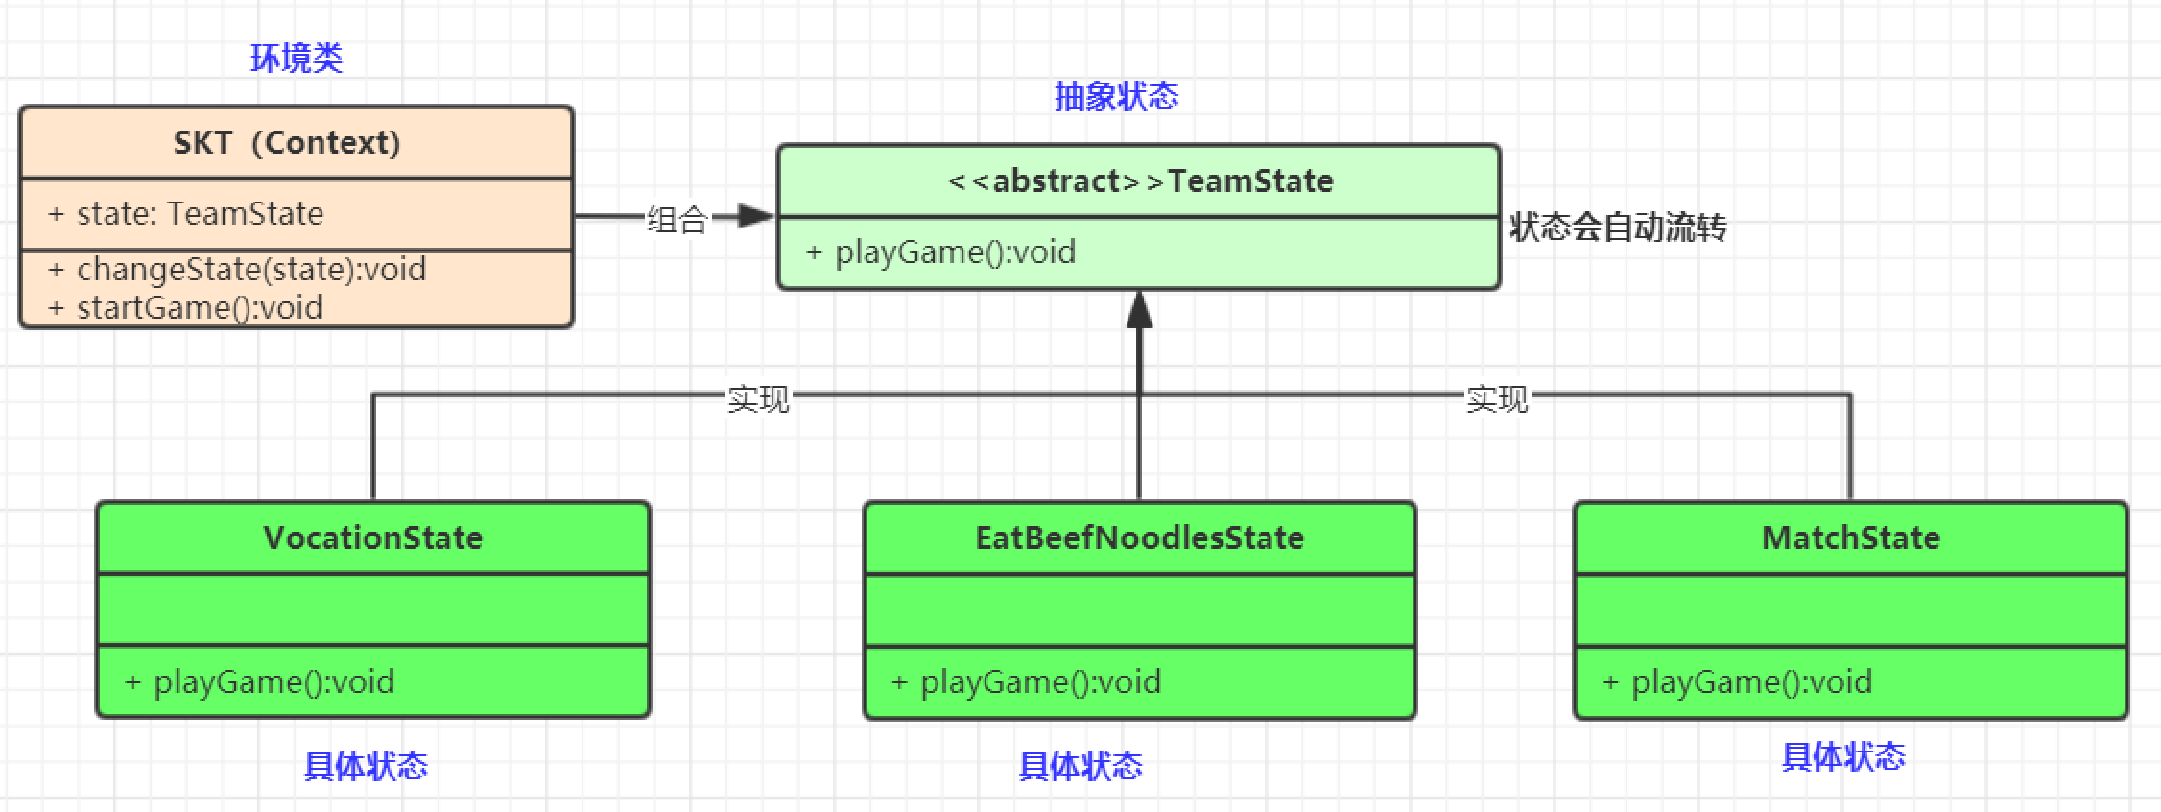 环境类
SKT（Context）
+ state: TeamState
+ changeState(state):void
+ startGame():void
组合
抽象状态
<<abstract>>TeamState
+ playGame():void
状态会自动流转
实现
实现
VocationState
+ playGame():void
具体状态
EatBeefNoodlesState
+ playGame():void
具体状态
MatchState
+ playGame():void
具体状态